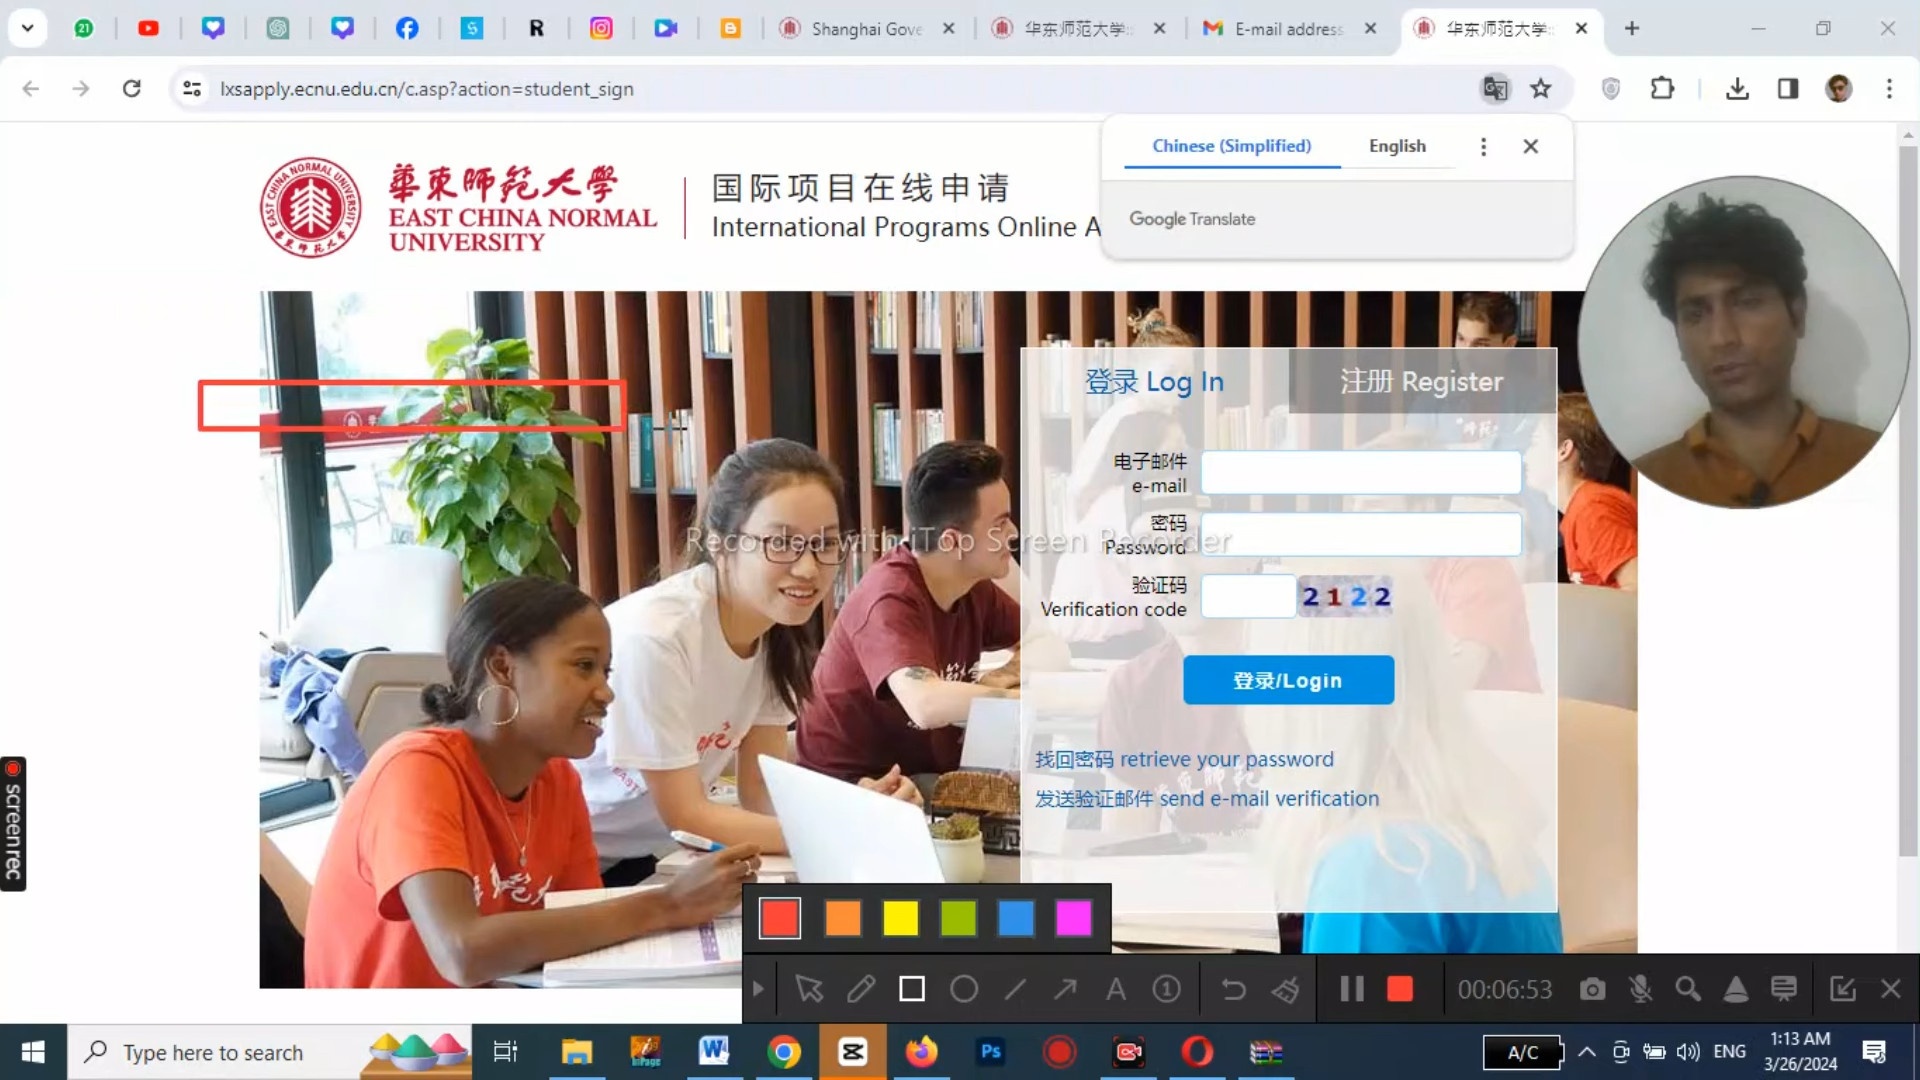 21
Shanghai Gove
华东师范大学::
E-mail address
华东师范大学::
lxsapply.ecnu.edu.cn/c.asp?action=student_sign
Chinese (Simplified)
English
Google Translate
華東師範大學
EAST CHINA NORMAL
UNIVERSITY
国际项目在线申请
International Programs Online A
登录 Log In
注册 Register
电子邮件
e-mail
密码
Password
验证码
Verification code
2122
登录/Login
找回密码 retrieve your password
发送验证邮件 send e-mail verification
Recorded with iTop Screen Recorder
screenrec
00:06:53
Type here to search
W
Ps
A/C
ENG
1:13 AM
3/26/2024